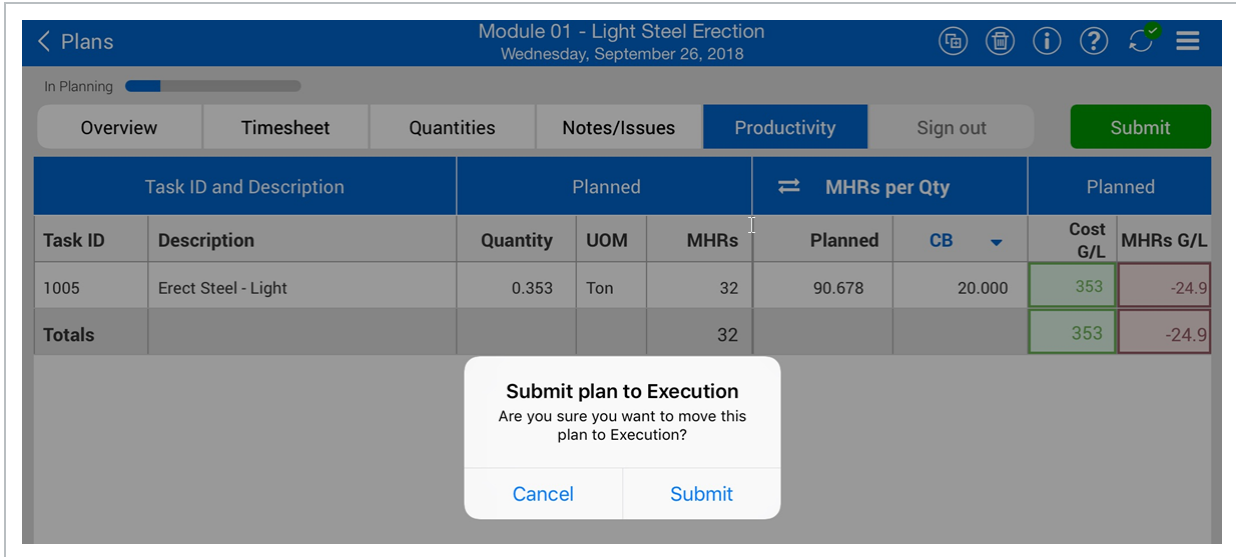 Plans
Module 01 - Light Steel Erection
Wednesday, September 26, 2018
In Planning
Overview
Timesheet
Quantities
Notes/Issues
Productivity
Sign out
Submit
Task ID and Description
Planned
MHRs per Qty
Planned
Task ID
Description
Quantity
UOM
MHRs
Planned
CB
Cost
G/L
MHRs G/L
1005
Erect Steel - Light
0.353
Ton
32
90.678
20.000
353
-24.9
Totals
32
353
-24.9
Submit plan to Execution
Are you sure you want to move this
plan to Execution?
Cancel
Submit